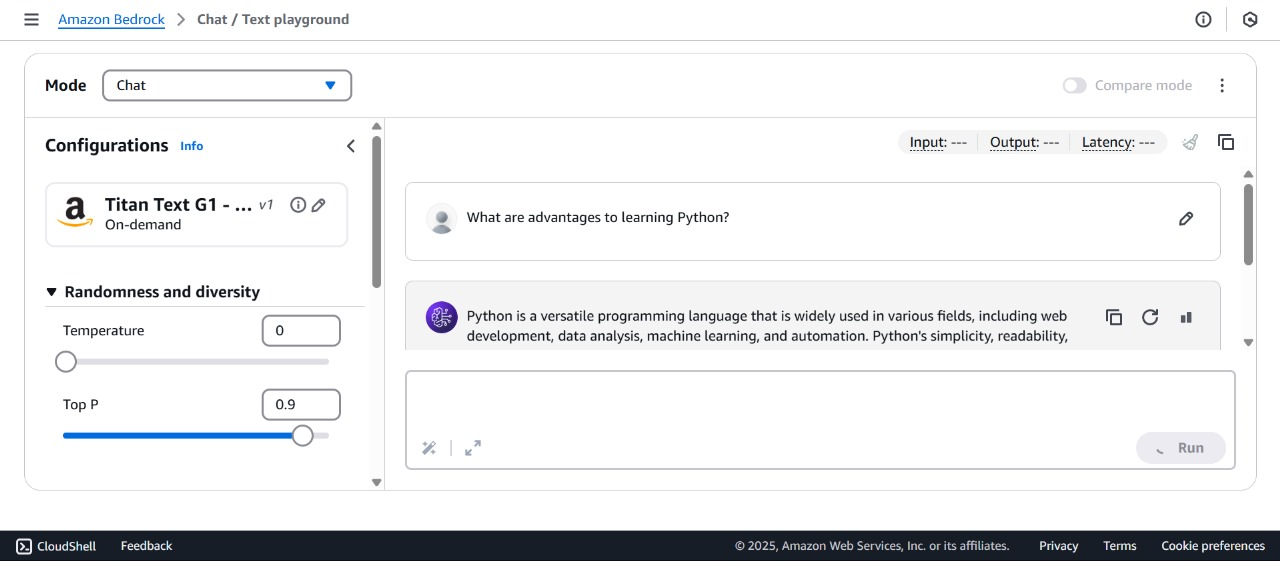 Amazon Bedrock > Chat / Text playground
Mode
Chat
Compare mode
Configurations Info
Input: --- Output: --- Latency: ---
Titan Text G1 - ... v1
On-demand
What are advantages to learning Python?
Randomness and diversity
Temperature 0
Python is a versatile programming language that is widely used in various fields, including web
development, data analysis, machine learning, and automation. Python's simplicity, readability,
Top P 0.9
Run
CloudShell Feedback © 2025, Amazon Web Services, Inc. or its affiliates. Privacy Terms Cookie preferences